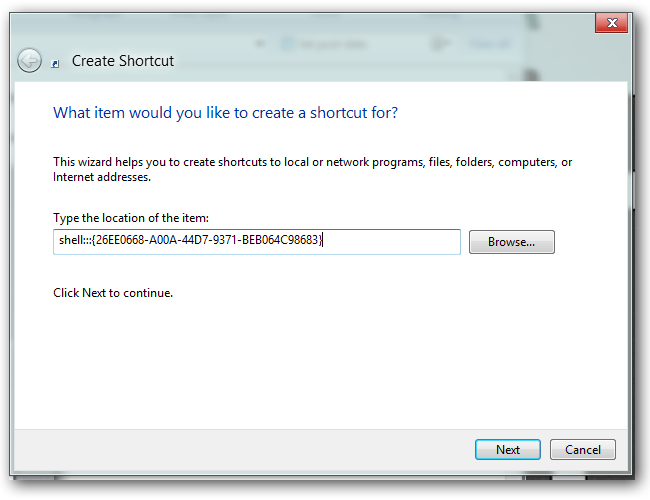 Create Shortcut
What item would you like to create a shortcut for?
This wizard helps you to create shortcuts to local or network programs, files, folders, computers, or
Internet addresses.
Type the location of the item:
shell:::{26EE0668-A00A-44D7-9371-BEB064C98683}
Browse...
Click Next to continue.
Next
Cancel